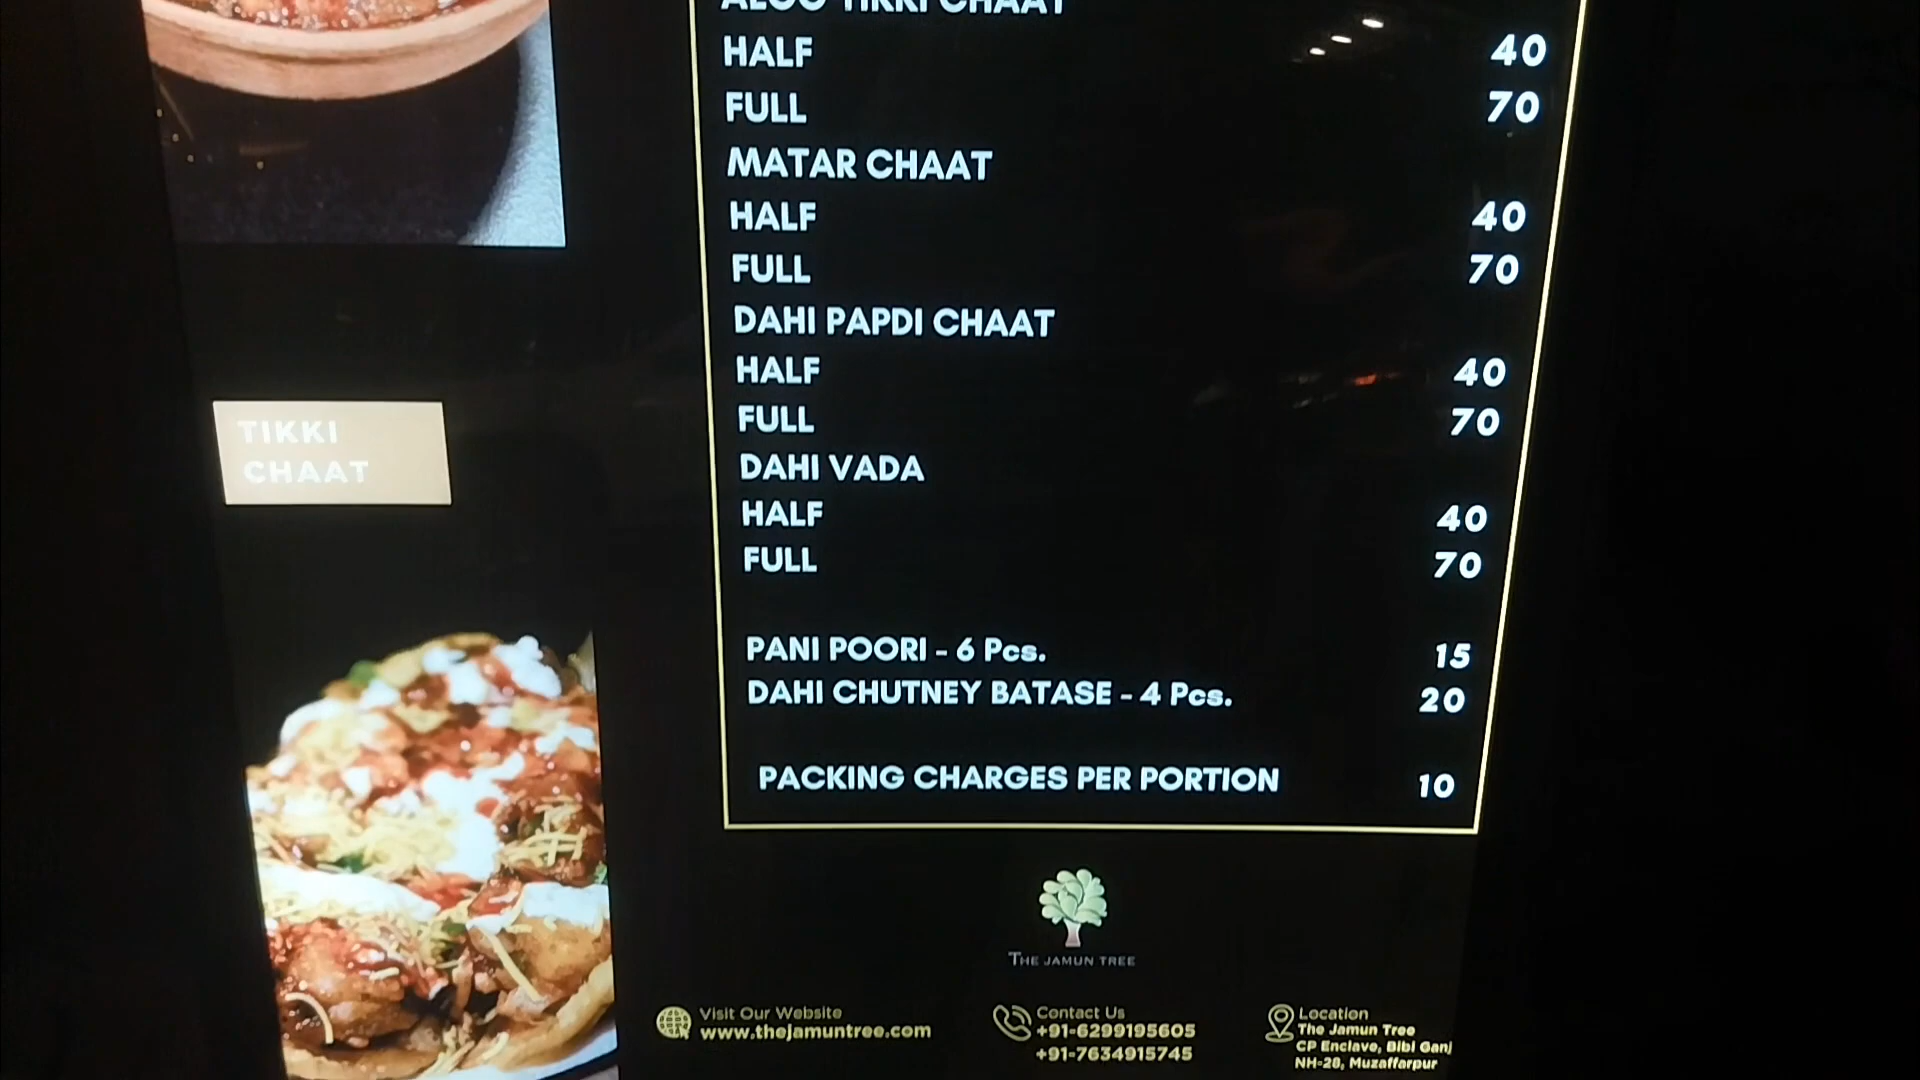 ALOO TIKKI CHAAT
HALF 40
FULL 70
MATAR CHAAT
HALF 40
FULL 70
DAHI PAPDI CHAAT
HALF 40
FULL 70
DAHI VADA
HALF 40
FULL 70
PANI POORI - 6 Pcs. 15
DAHI CHUTNEY BATASE - 4 Pcs. 20
PACKING CHARGES PER PORTION 10
TIKKI
CHAAT
THE JAMUN TREE
Visit Our Website
www.thejamuntree.com
Contact Us
+91-6299195605
+91-7634915745
Location
The Jamun Tree
CP Enclave, Bibi Ganj
NH-28, Muzaffarpur